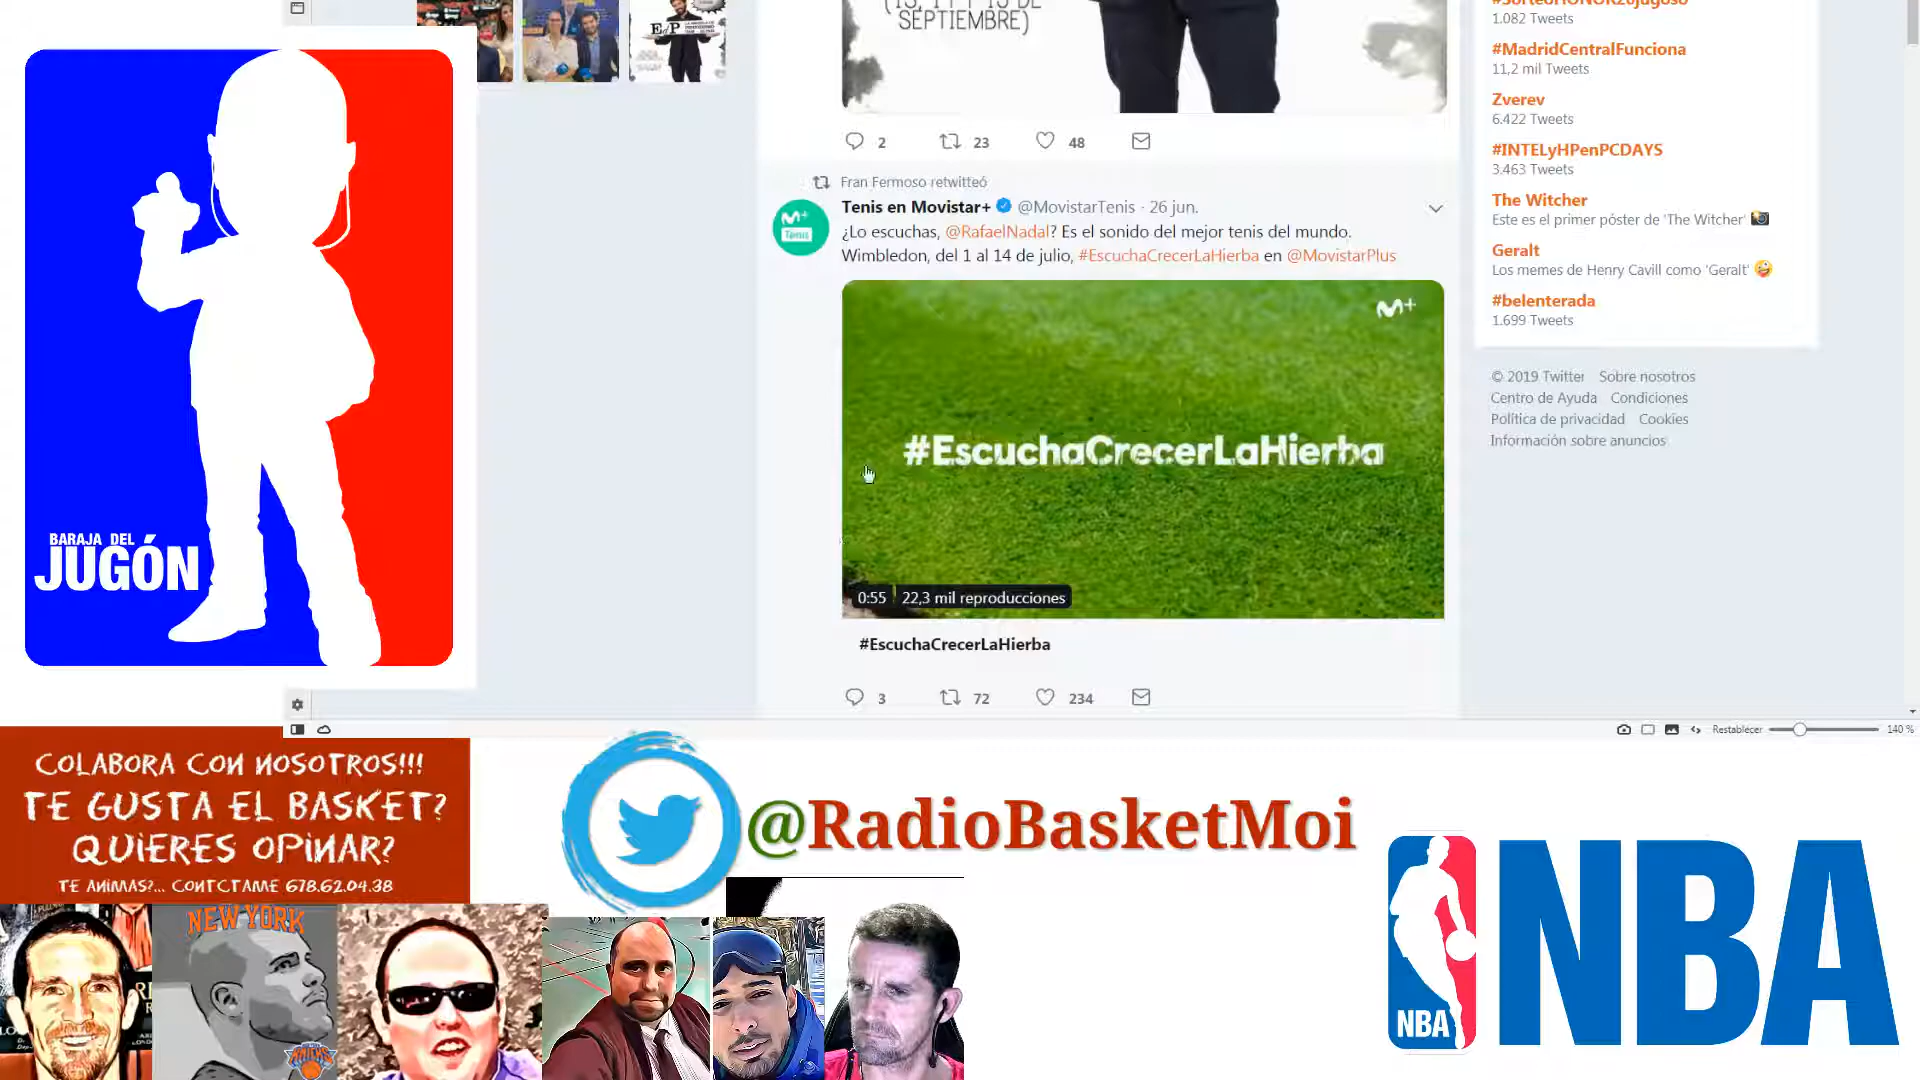 SEPTIEMBRE)
EdP
2 23 48
Fran Fermoso retwitteó
Tenis en Movistar+ @MovistarTenis · 26 jun.
¿Lo escuchas, @RafaelNadal? Es el sonido del mejor tenis del mundo.
Wimbledon, del 1 al 14 de julio, #EscuchaCrecerLaHierba en @MovistarPlus
M+
Tenis
M+
#EscuchaCrecerLaHierba
0:55 22,3 mil reproducciones
#EscuchaCrecerLaHierba
3 72 234
1.082 Tweets
#MadridCentralFunciona
11,2 mil Tweets
Zverev
6.422 Tweets
#INTELyHPenPCDAYS
3.463 Tweets
The Witcher
Este es el primer póster de 'The Witcher' 📸
Geralt
Los memes de Henry Cavill como 'Geralt' 🤪
#belenterada
1.699 Tweets
© 2019 Twitter Sobre nosotros
Centro de Ayuda Condiciones
Política de privacidad Cookies
Información sobre anuncios
Restablecer 140 %
BARAJA DEL
JUGÓN
COLABORA CON NOSOTROS!!!
TE GUSTA EL BASKET?
QUIERES OPINAR?
TE ANIMAS?... CONTCTAME 678.62.04.38
@RadioBasketMoi
NEW YORK
KNICKS
NBA
NBA